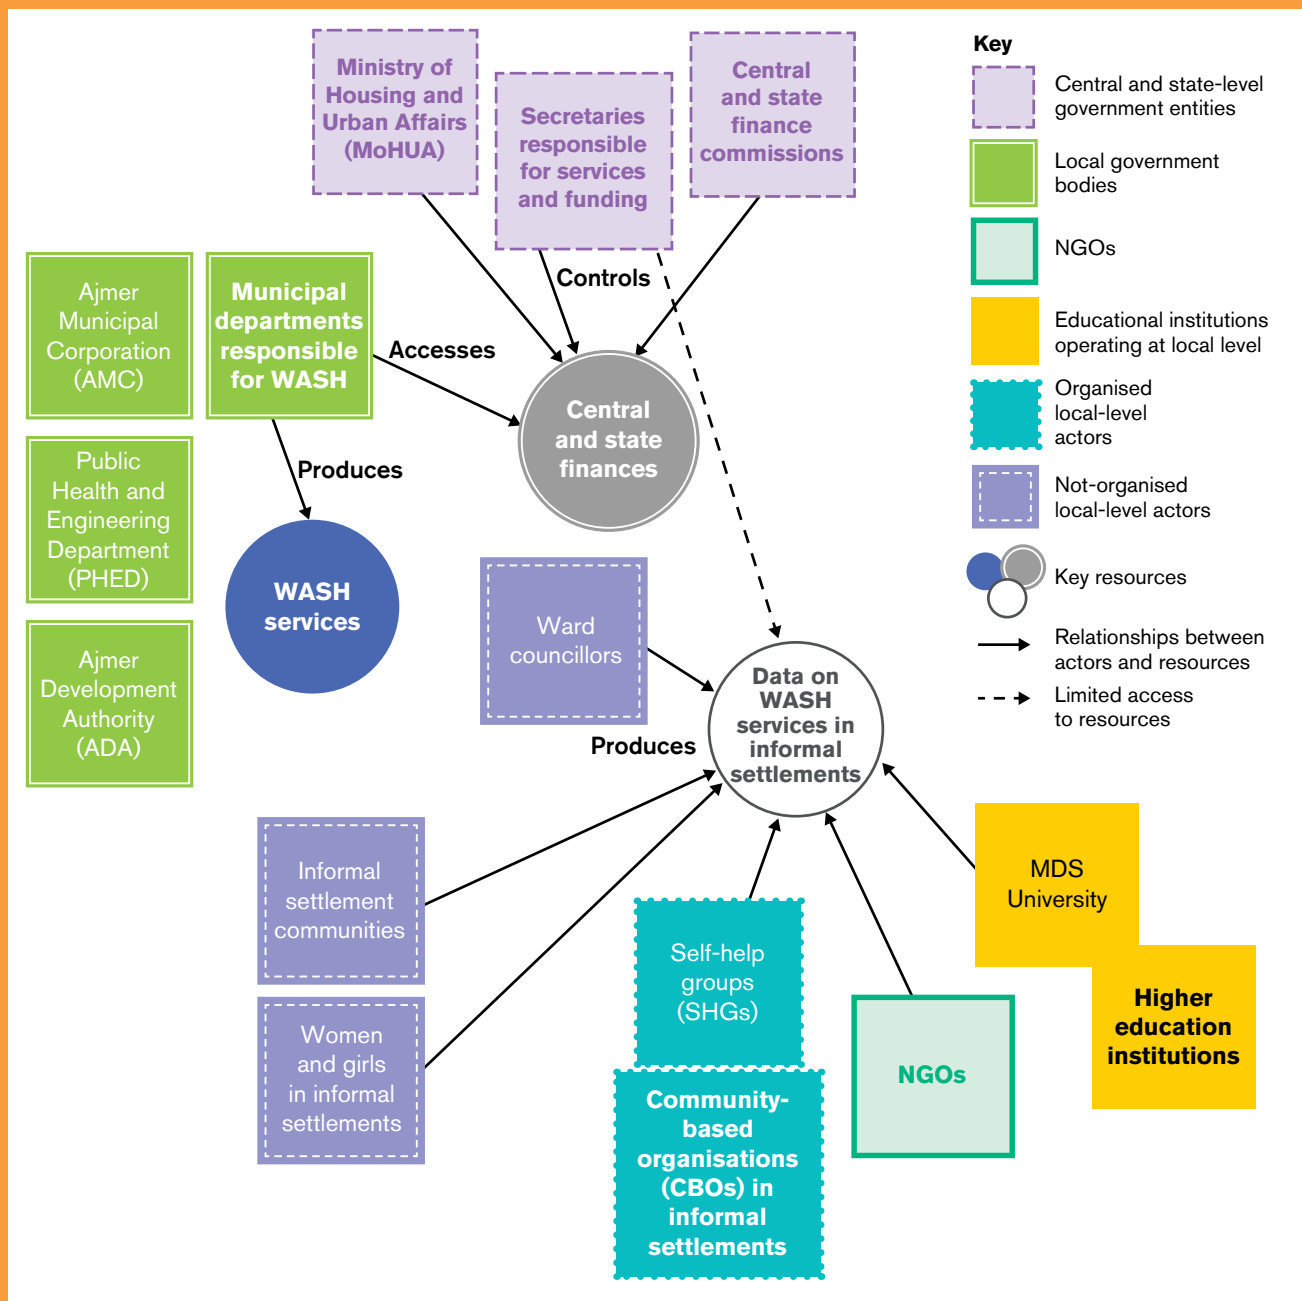 Ministry of
Housing and
Urban Affairs
(MoHUA)
Secretaries
responsible
for services
and funding
Central
and state
finance
commissions
Controls
Ajmer
Municipal
Corporation
(AMC)
Municipal
departments
responsible
for WASH
Accesses
Central
and state
finances
Public
Health and
Engineering
Department
(PHED)
Produces
WASH
services
Ajmer
Development
Authority
(ADA)
Ward
councillors
Produces
Data on
WASH
services in
informal
settlements
Informal
settlement
communities
Women
and girls
in informal
settlements
Self-help
groups
(SHGs)
Community-
based
organisations
(CBOs) in
informal
settlements
NGOs
MDS
University
Higher
education
institutions
Key
Central and state-level
government entities
Local government
bodies
NGOs
Educational institutions
operating at local level
Organised
local-level
actors
Not-organised
local-level actors
Key resources
Relationships between
actors and resources
Limited access
to resources